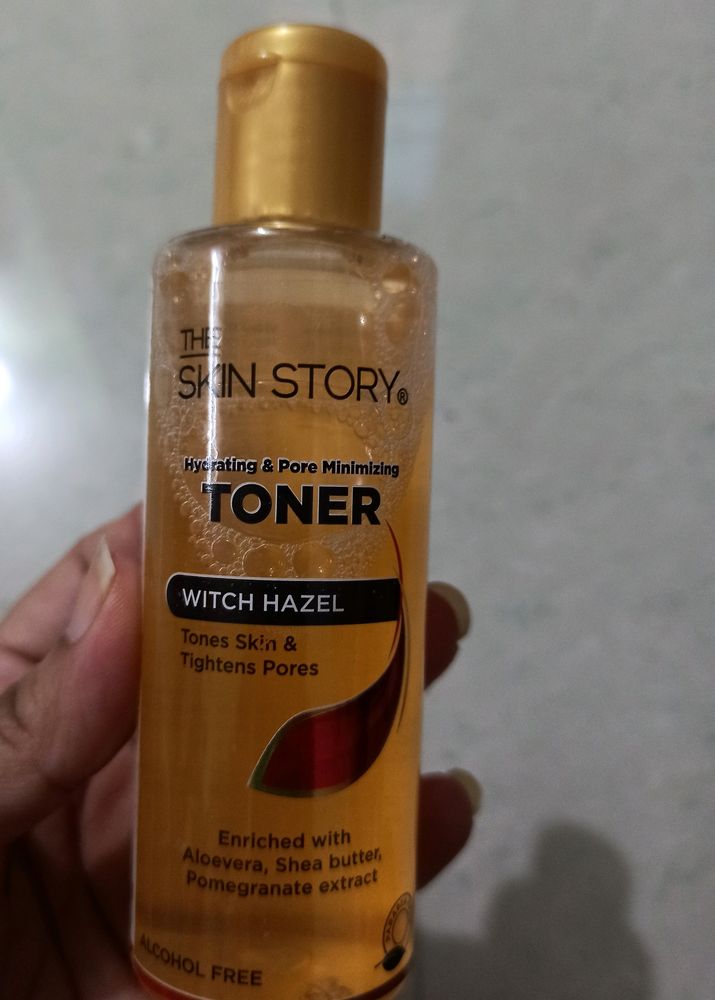 THE
SKIN STORY®
Hydrating & Pore Minimizing
TONER
WITCH HAZEL
Tones Skin &
Tightens Pores
Enriched with
Aloevera, Shea butter,
Pomegranate extract
ALCOHOL FREE